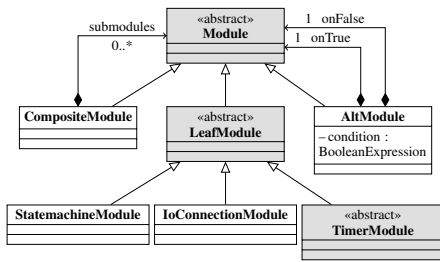 «abstract»
Module
submodules
0..*
1 onFalse
1 onTrue
CompositeModule
«abstract»
LeafModule
AltModule
– condition :
BooleanExpression
StatemachineModule
IoConnectionModule
«abstract»
TimerModule